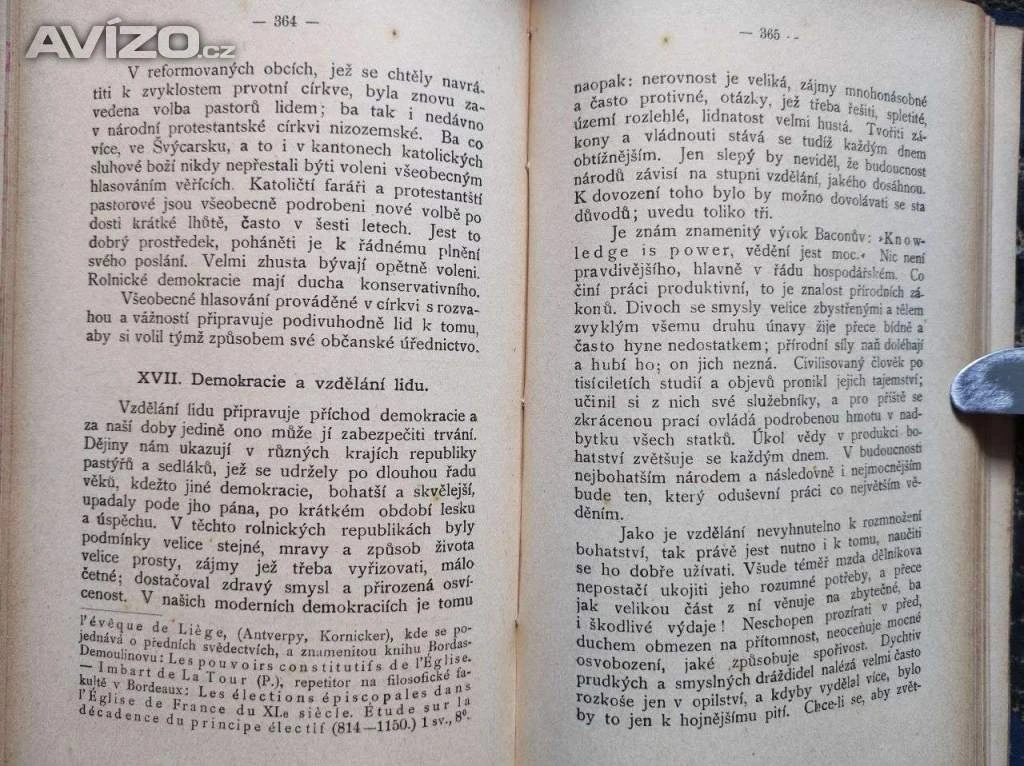 AVÍZO.cz
— 364 —
V reformovaných obcích, jež se chtěly navrá-
titi k zvyklostem prvotní církve, byla znovu za-
vedena volba pastorů lidem; ba tak i nedávno
v národní protestantské církvi nizozemské. Ba co
více, ve Švýcarsku, a to i v kantonech katolických
sluhové boží nikdy nepřestali býti voleni všeobecným
hlasováním věřících. Katoličtí faráři a protestantští
pastorové jsou všeobecně podrobeni nové volbě po
dosti krátké lhůtě, často v šesti letech. Jest to
dobrý prostředek, poháněti je k řádnému plnění
svého poslání. Velmi zhusta bývají opětně voleni.
Rolnické demokracie mají ducha konservativního.
Všeobecné hlasování prováděné v církvi s rozva-
hou a vážností připravuje podivuhodně lid k tomu,
aby si volil týmž způsobem své občanské úřednictvo.
XVII. Demokracie a vzdělání lidu.
Vzdělání lidu připravuje příchod demokracie a
za naší doby jedině ono může jí zabezpečiti trvání.
Dějiny nám ukazují v různých krajích republiky
pastýřů a sedláků, jež se udržely po dlouhou řadu
věků, kdežto jiné demokracie, bohatší a skvělejší,
upadaly pode jho pána, po krátkém období lesku
a úspěchu. V těchto rolnických republikách byly
podmínky velice stejné, mravy a způsob života
velice prosty, zájmy jež třeba vyřizovati, málo
četné; dostačoval zdravý smysl a přirozená osví-
cenost. V našich moderních demokraciích je tomu
l'évêque de Liège, (Antverpy, Kornicker), kde se po-
jednává o předních svědectvích, a znamenitou knihu Bordas-
Demoulinovu: Les pouvoirs constitutifs de l'Église.
— Imbart de La Tour (P.), repetitor na filosofické fa-
kultě v Bordeaux: Les élections épiscopales dans
l'Église de France du XIe siècle. Étude sur la
décadence du principe électif (814—1150.) 1 sv., 8º.
— 365 —
naopak: nerovnost je veliká, zájmy mnohonásobné
a často protivné, otázky, jež třeba řešiti, spletité,
území rozlehlé, lidnatost velmi hustá. Tvořiti zá-
kony a vládnouti stává se tudíž každým dnem
obtížnějším. Jen slepý by neviděl, že budoucnost
národů závisí na stupni vzdělání, jakého dosáhnou.
K dovození toho bylo by možno dovolávati se sta
důvodů; uvedu toliko tři.
Je znám znamenitý výrok Baconův: »Know-
ledge is power, vědění jest moc.« Nic není
pravdivějšího, hlavně v řádu hospodářském. Co
činí práci produktivní, to je znalost přírodních zá-
konů. Divoch se smysly velice zbystřenými a tělem
zvyklým všemu druhu únavy žije přece bídně a
často hyne nedostatkem; přírodní síly naň doléhají
a hubí ho; on jich nezná. Civilisovaný člověk po
tisíciletích studií a objevů pronikl jejich tajemství;
učinil si z nich své služebníky, a pro příště se
zkrácenou prací ovládá podrobenou hmotu v nad-
bytku všech statků. Úkol vědy v produkci bo-
hatství zvětšuje se každým dnem. V budoucnosti
nejbohatším národem a následovně i nejmocnějším
bude ten, který oduševní práci co největším vě-
děním.
Jako je vzdělání nevyhnutelno k rozmnožení
bohatství, tak právě jest nutno i k tomu, naučiti
se ho dobře užívati. Všude téměř mzda dělníkova
nepostačí ukojiti jeho rozumné potřeby, a přece
jak velikou část z ní věnuje na zbytečné, ba
i škodlivé výdaje! Neschopen prozírati v před,
duchem obmezen na přítomnost, neoceňuje mocné
osvobození, jaké způsobuje spořivost. Dychtiv
prudkých a smyslných dráždidel nalézá velmi často
rozkoše jen v opilství, a kdyby vydělal více, bylo
by to jen k hojnějšímu pití. Chce-li se, aby zvět-